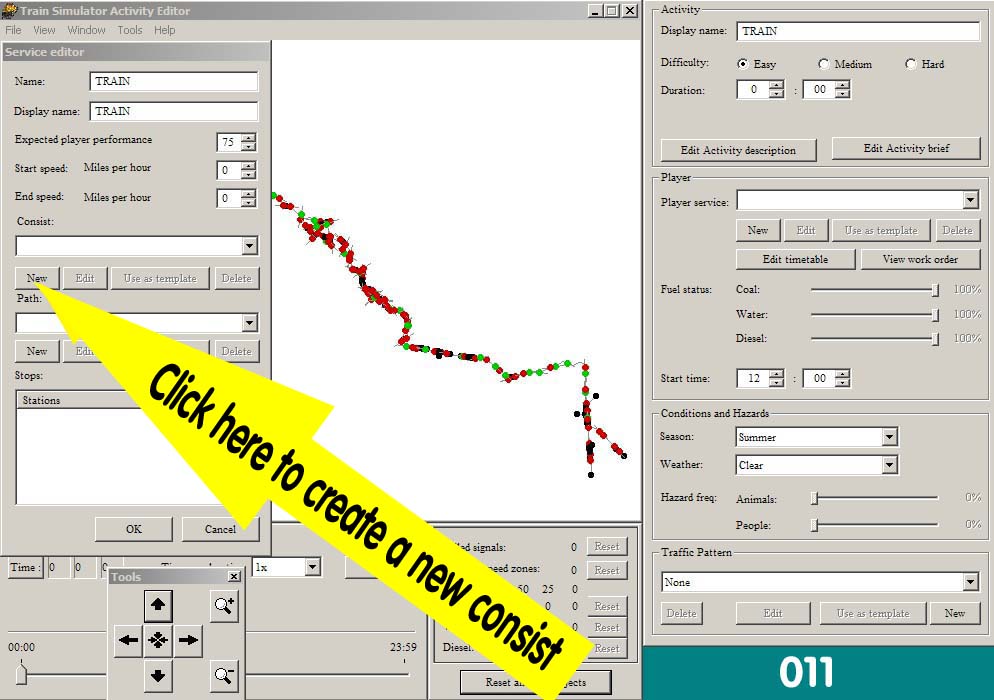 Train Simulator Activity Editor
File View Window Tools Help
Service editor
Name: TRAIN
Display name: TRAIN
Expected player performance 75
Start speed: Miles per hour 0
End speed: Miles per hour 0
Consist:
New Edit Use as template Delete
Path:
New Delete
Stops:
Stations
OK Cancel
Click here to create a new consist
Time : 0 0 0
1x
Tools
00:00 23:59
signals: 0 Reset
eed zones: 0 Reset
50 25 0
0 0 Reset
0 Reset
Diesel: Reset
Reset al jects
Activity
Display name: TRAIN
Difficulty: Easy Medium Hard
Duration: 0 : 00
Edit Activity description Edit Activity brief
Player
Player service:
New Edit Use as template Delete
Edit timetable View work order
Fuel status: Coal: 100%
Water: 100%
Diesel: 100%
Start time: 12 : 00
Conditions and Hazards
Season: Summer
Weather: Clear
Hazard freq: Animals: 0%
People: 0%
Traffic Pattern
None
Delete Edit Use as template New
011